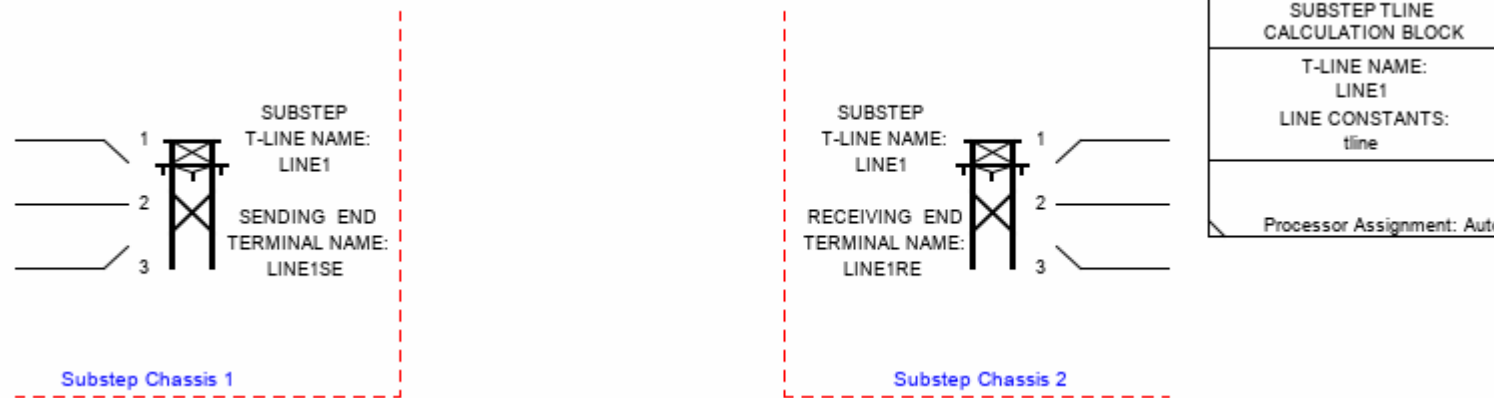 SUBSTEP
T-LINE NAME:
LINE1
SENDING END
TERMINAL NAME:
LINE1SE
1
2
3
Substep Chassis 1
SUBSTEP
T-LINE NAME:
LINE1
RECEIVING END
TERMINAL NAME:
LINE1RE
1
2
3
Substep Chassis 2
SUBSTEP TLINE
CALCULATION BLOCK
T-LINE NAME:
LINE1
LINE CONSTANTS:
tline
Processor Assignment: Auto